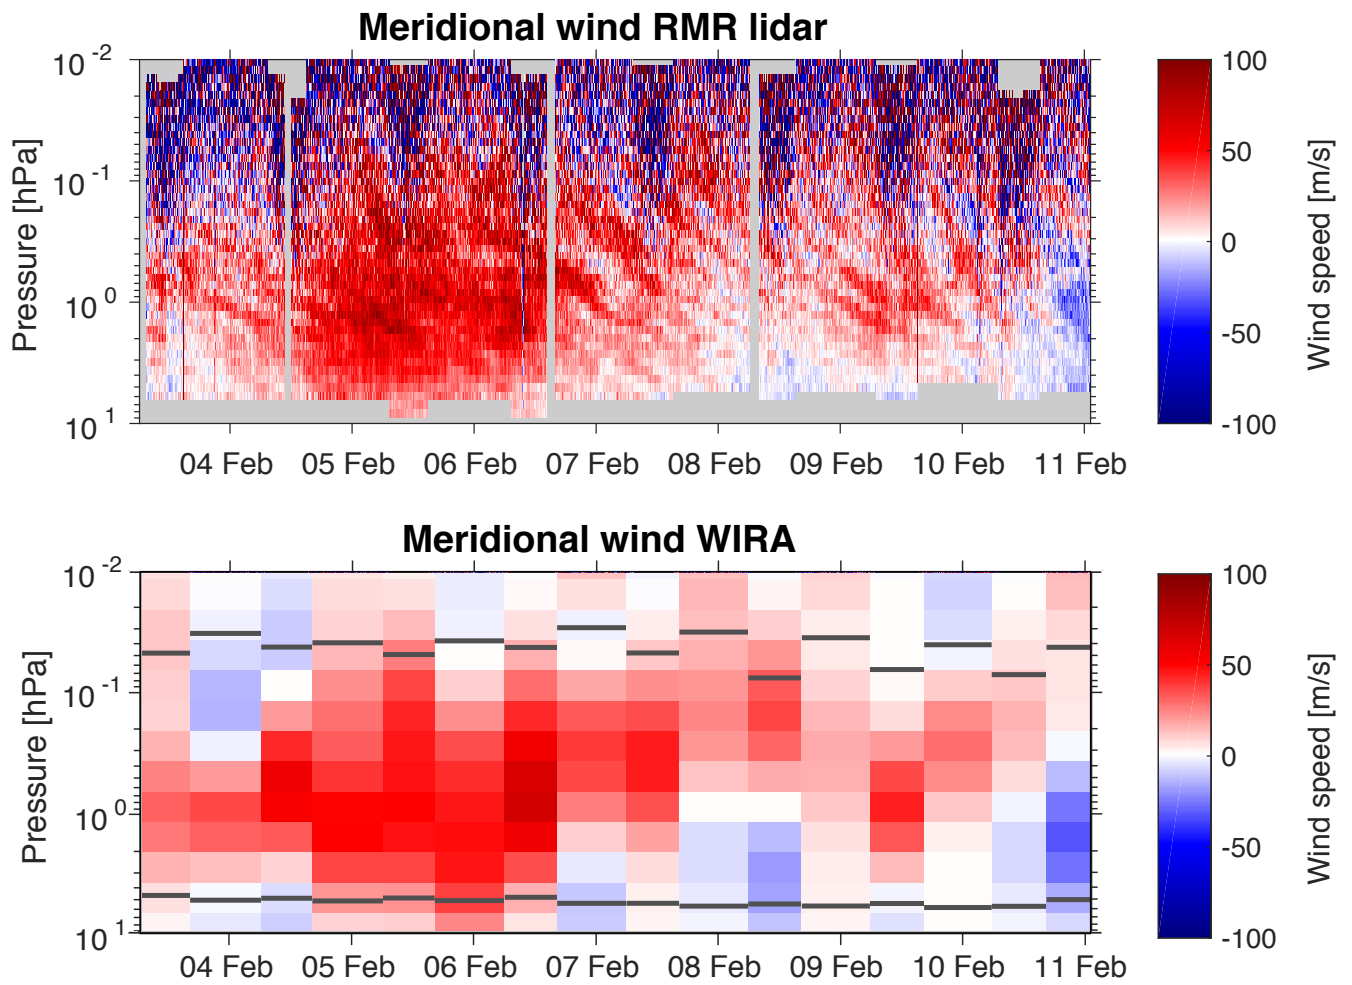 Meridional wind RMR lidar
Pressure [hPa]
10 -2
10 -1
10 0
10 1
04 Feb 05 Feb 06 Feb 07 Feb 08 Feb 09 Feb 10 Feb 11 Feb
100
50
0
-50
-100
Wind speed [m/s]
Meridional wind WIRA
Pressure [hPa]
10 -2
10 -1
10 0
10 1
04 Feb 05 Feb 06 Feb 07 Feb 08 Feb 09 Feb 10 Feb 11 Feb
100
50
0
-50
-100
Wind speed [m/s]